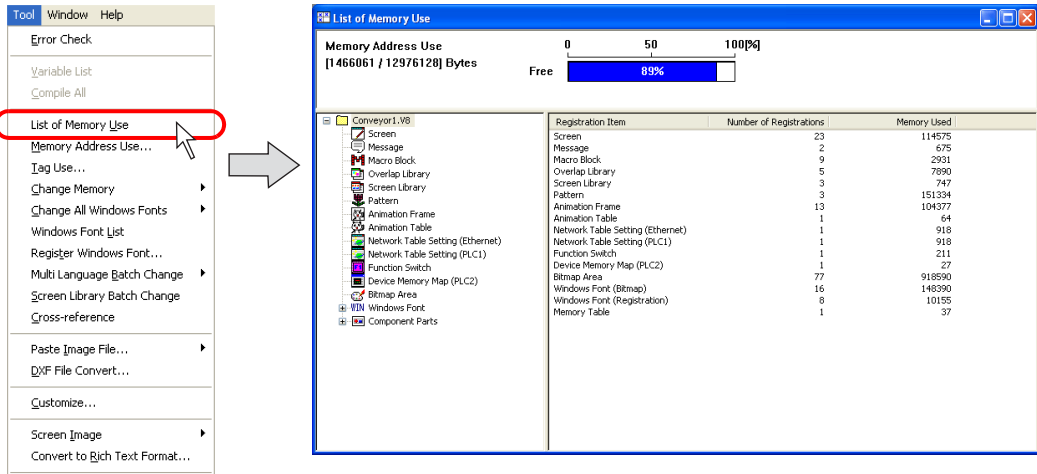 Tool Window Help
Error Check
Variable List
Compile All
List of Memory Use
Memory Address Use...
Tag Use...
Change Memory
Change All Windows Fonts
Windows Font List
Register Windows Font...
Multi Language Batch Change
Screen Library Batch Change
Cross-reference
Paste Image File...
DXF File Convert...
Customize...
Screen Image
Convert to Rich Text Format...
List of Memory Use
Memory Address Use
[1466061 / 12976128] Bytes
0 50 100[%]
Free 89%
Conveyor1.V8
Screen
Message
Macro Block
Overlap Library
Screen Library
Pattern
Animation Frame
Animation Table
Network Table Setting (Ethernet)
Network Table Setting (PLC1)
Function Switch
Device Memory Map (PLC2)
Bitmap Area
WIN Windows Font
Component Parts
Registration Item Number of Registrations Memory Used
Screen 23 114575
Message 2 675
Macro Block 9 2931
Overlap Library 5 7890
Screen Library 3 747
Pattern 3 151334
Animation Frame 13 104377
Animation Table 1 64
Network Table Setting (Ethernet) 1 918
Network Table Setting (PLC1) 1 918
Function Switch 1 211
Device Memory Map (PLC2) 1 27
Bitmap Area 77 918590
Windows Font (Bitmap) 16 148390
Windows Font (Registration) 8 10155
Memory Table 1 37